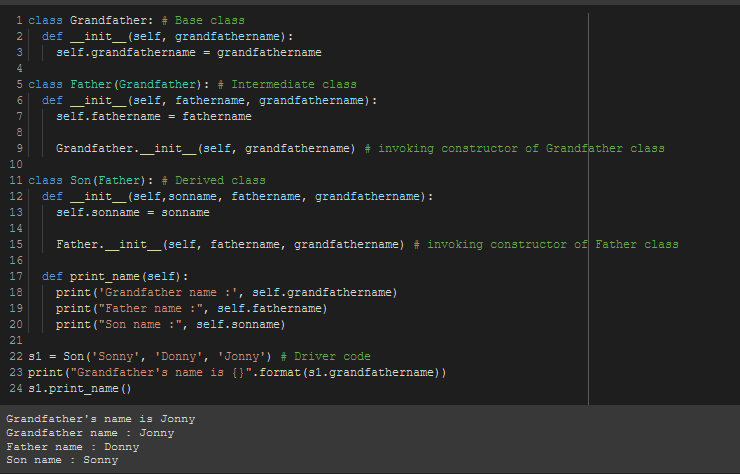 1 class Grandfather: # Base class
2   def __init__(self, grandfathername):
3     self.grandfathername = grandfathername
4
5 class Father(Grandfather): # Intermediate class
6   def __init__(self, fathername, grandfathername):
7     self.fathername = fathername
8
9     Grandfather.__init__(self, grandfathername) # invoking constructor of Grandfather class
10
11 class Son(Father): # Derived class
12   def __init__(self,sonname, fathername, grandfathername):
13     self.sonname = sonname
14
15     Father.__init__(self, fathername, grandfathername) # invoking constructor of Father class
16
17   def print_name(self):
18     print('Grandfather name :', self.grandfathername)
19     print("Father name :", self.fathername)
20     print("Son name :", self.sonname)
21
22 s1 = Son('Sonny', 'Donny', 'Jonny') # Driver code
23 print("Grandfather's name is {}".format(s1.grandfathername))
24 s1.print_name()
Grandfather's name is Jonny
Grandfather name : Jonny
Father name : Donny
Son name : Sonny